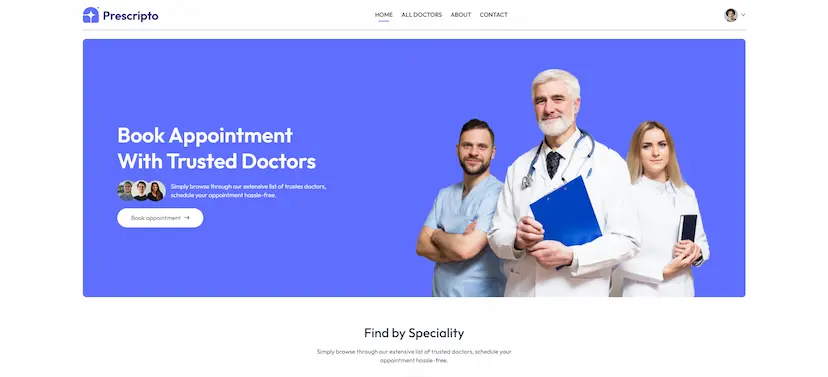 Prescripto
HOME
ALL DOCTORS
ABOUT
CONTACT
Book Appointment
With Trusted Doctors
Simply browse through our extensive list of trustes doctors,
schedule your appointment hassle-free.
Book appointment →
Find by Speciality
Simply browse through our extensive list of trusted doctors, schedule your
appointment hassle-free.